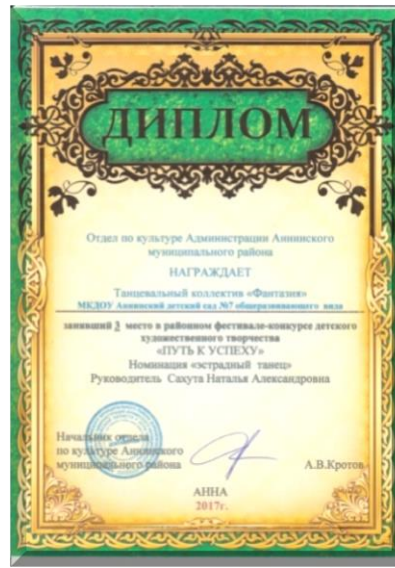 ДИПЛОМ
Отдел по культуре Администрации Аннинского
муниципального района
НАГРАЖДАЕТ
Танцевальный коллектив «Фантазия»
МКДОУ Аннинский детский сад №7 общеразвивающего вида
занявший 3 место в районном фестивале-конкурсе детского
художественного творчества
«ПУТЬ К УСПЕХУ»
Номинация «эстрадный танец»
Руководитель Сахута Наталья Александровна
Начальник отдела
по культуре Аннинского
муниципального района
А.В.Кротов
АННА
2017г.